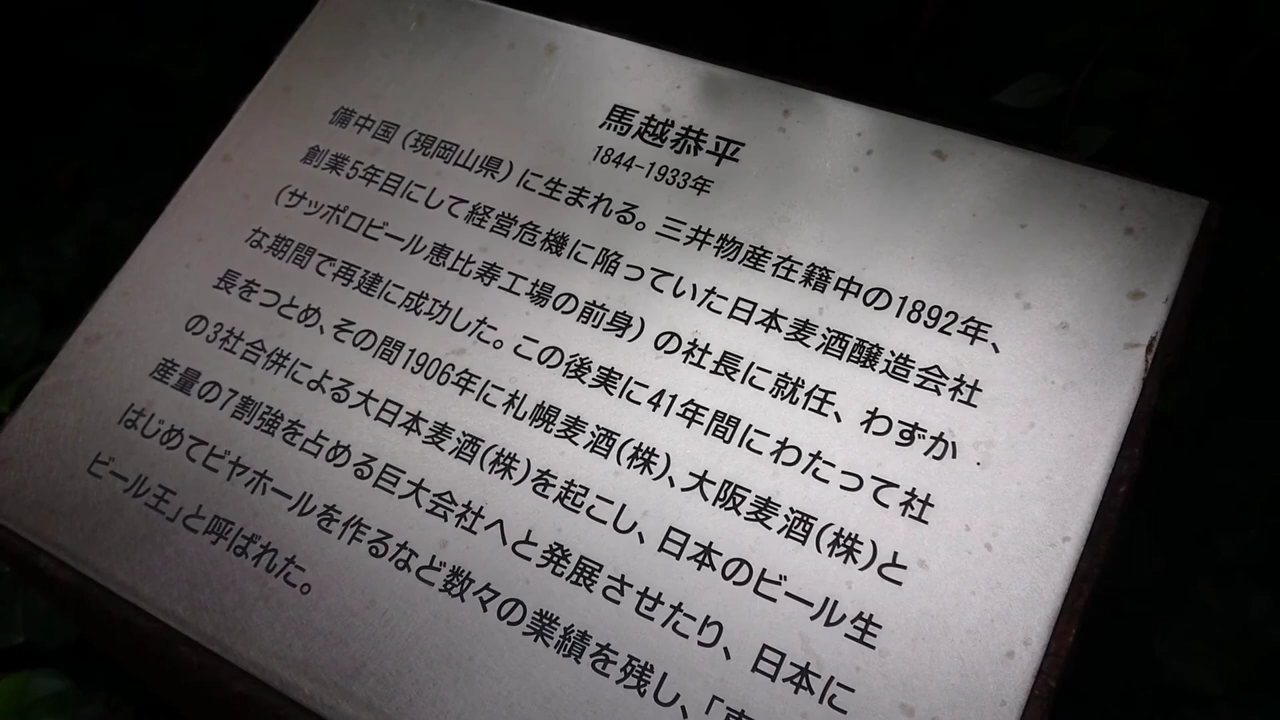 馬越恭平
1844-1933年
備中国(現岡山県)に生まれる。三井物産在籍中の1892年、
創業5年目にして経営危機に陥っていた日本麦酒醸造会社
(サッポロビール恵比寿工場の前身)の社長に就任、わずか
な期間で再建に成功した。この後実に41年間にわたって社
長をつとめ、その間1906年に札幌麦酒(株)、大阪麦酒(株)と
の3社合併による大日本麦酒(株)を起こし、日本のビール生
産量の7割強を占める巨大会社へと発展させたり、日本に
はじめてビヤホールを作るなど数々の業績を残し、「
ビール王」と呼ばれた。